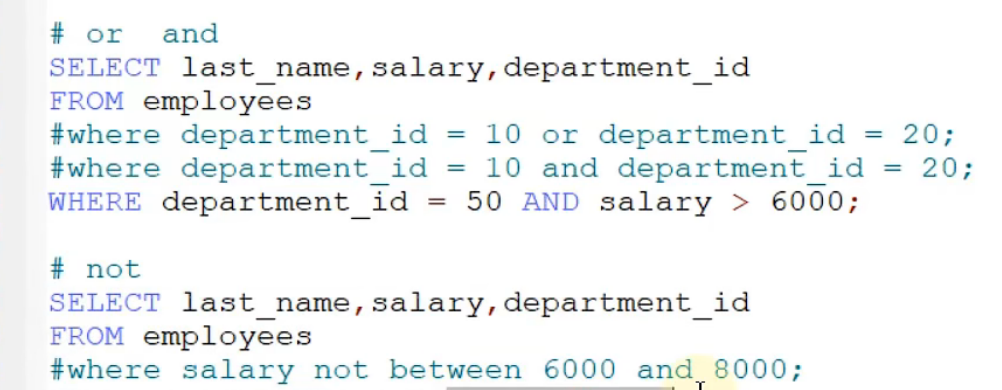 # or  and
SELECT last_name,salary,department_id
FROM employees
#where department_id = 10 or department_id = 20;
#where department_id = 10 and department_id = 20;
WHERE department_id = 50 AND salary > 6000;

# not
SELECT last_name,salary,department_id
FROM employees
#where salary not between 6000 and 8000;